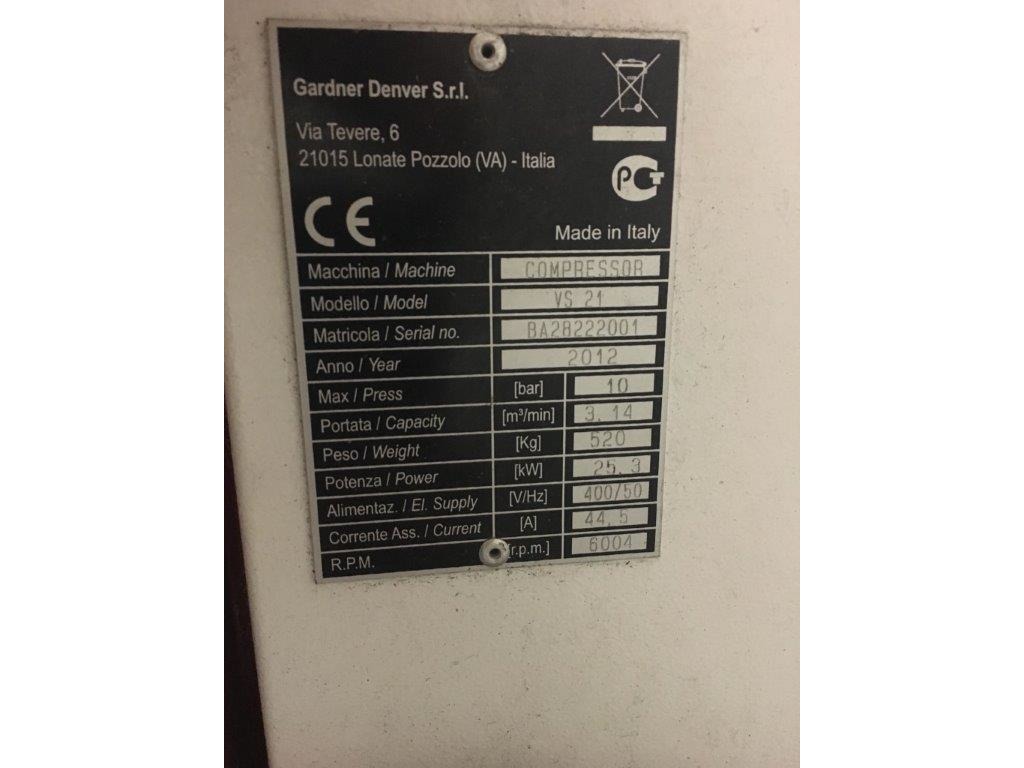 Gardner Denver S.r.l.
Via Tevere, 6
21015 Lonate Pozzolo (VA) - Italia
CE
PCT
Made in Italy
Macchina / Machine COMPRESSOR
Modello / Model VS 21
Matricola / Serial no. BA28222001
Anno / Year 2012
Max / Press [bar] 10
Portata / Capacity [m³/min] 3.14
Peso / Weight [Kg] 520
Potenza / Power [kW] 25.3
Alimentaz. / El. Supply [V/Hz] 400/50
Corrente Ass. / Current [A] 44,5
R.P.M. [r.p.m.] 6004